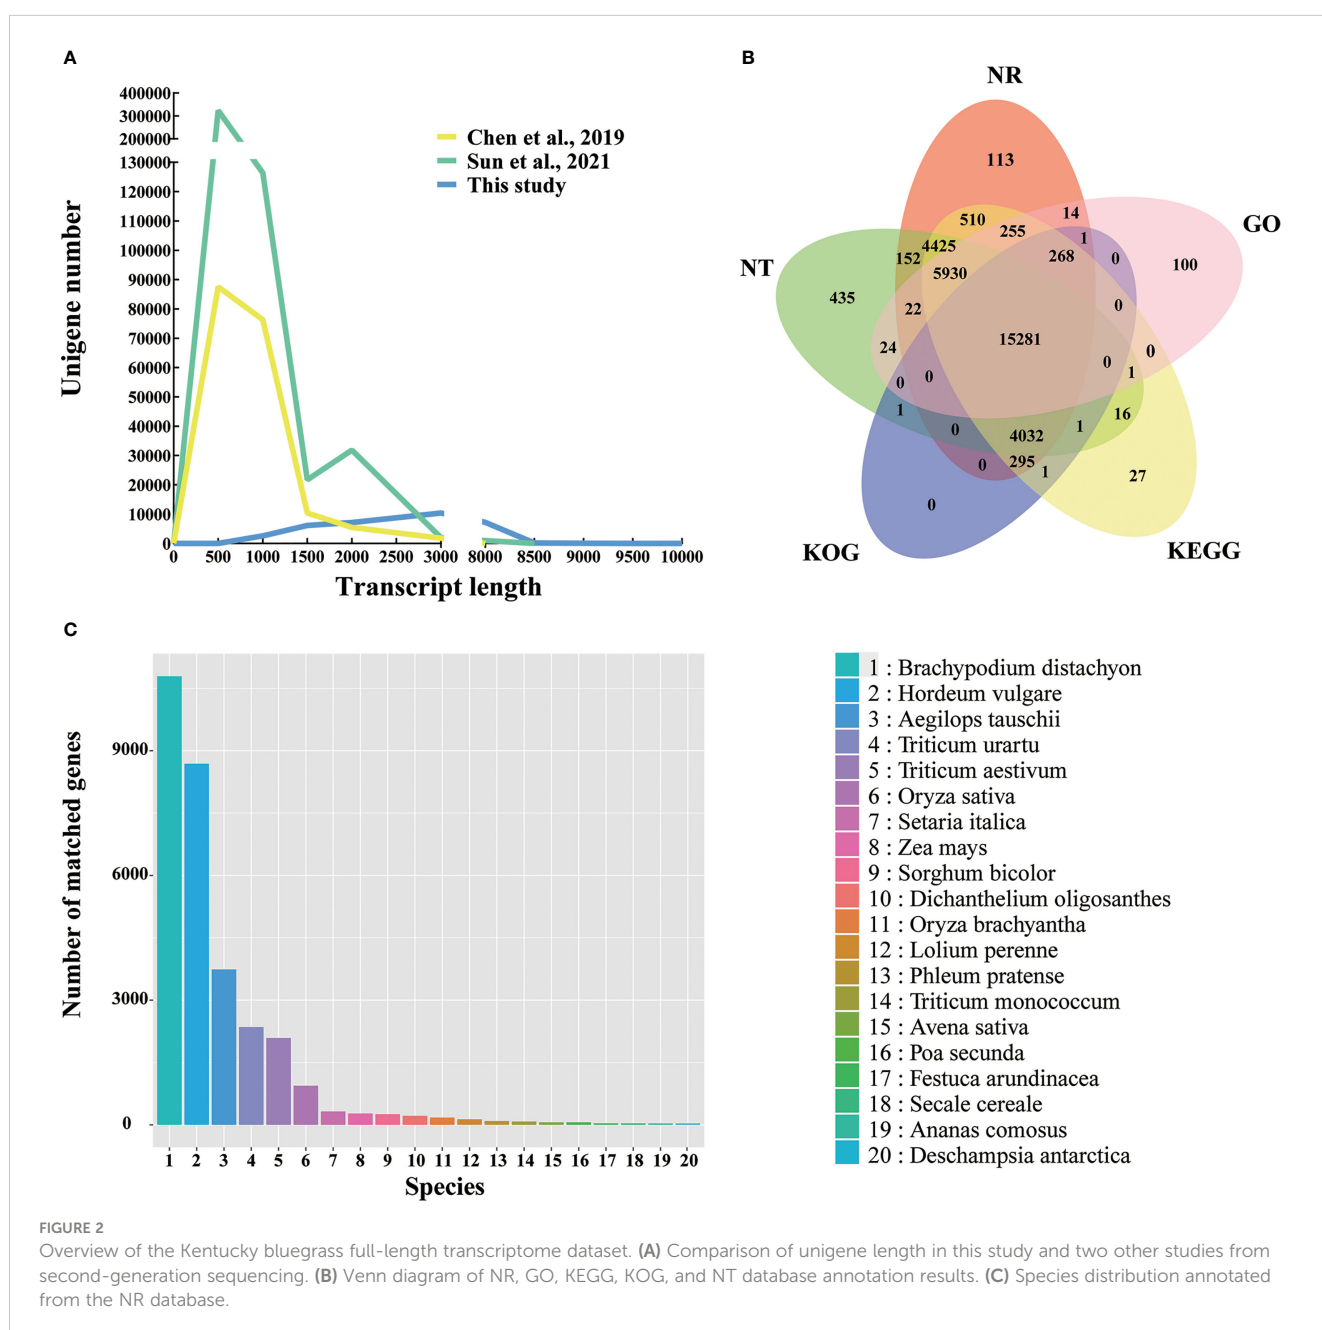 A
400000
300000
200000
130000
120000
110000
100000
90000
80000
70000
60000
50000
40000
30000
20000
10000
0
Unigene number
0 500 1000 1500 2000 2500 3000 8000 8500 9000 9500 10000
Transcript length
Chen et al., 2019
Sun et al., 2021
This study
B
NR
GO
NT
KOG
KEGG
113
510
14
255
1
4425
268
0
152
5930
100
435
22
0
15281
24
0
0
0
0
1
1
16
0
4032
1
0
295
1
27
0
C
9000
6000
3000
0
Number of matched genes
1 2 3 4 5 6 7 8 9 10 11 12 13 14 15 16 17 18 19 20
Species
1 : Brachypodium distachyon
2 : Hordeum vulgare
3 : Aegilops tauschii
4 : Triticum urartu
5 : Triticum aestivum
6 : Oryza sativa
7 : Setaria italica
8 : Zea mays
9 : Sorghum bicolor
10 : Dichanthelium oligosanthes
11 : Oryza brachyantha
12 : Lolium perenne
13 : Phleum pratense
14 : Triticum monococcum
15 : Avena sativa
16 : Poa secunda
17 : Festuca arundinacea
18 : Secale cereale
19 : Ananas comosus
20 : Deschampsia antarctica
FIGURE 2
Overview of the Kentucky bluegrass full-length transcriptome dataset. (A) Comparison of unigene length in this study and two other studies from
second-generation sequencing. (B) Venn diagram of NR, GO, KEGG, KOG, and NT database annotation results. (C) Species distribution annotated
from the NR database.